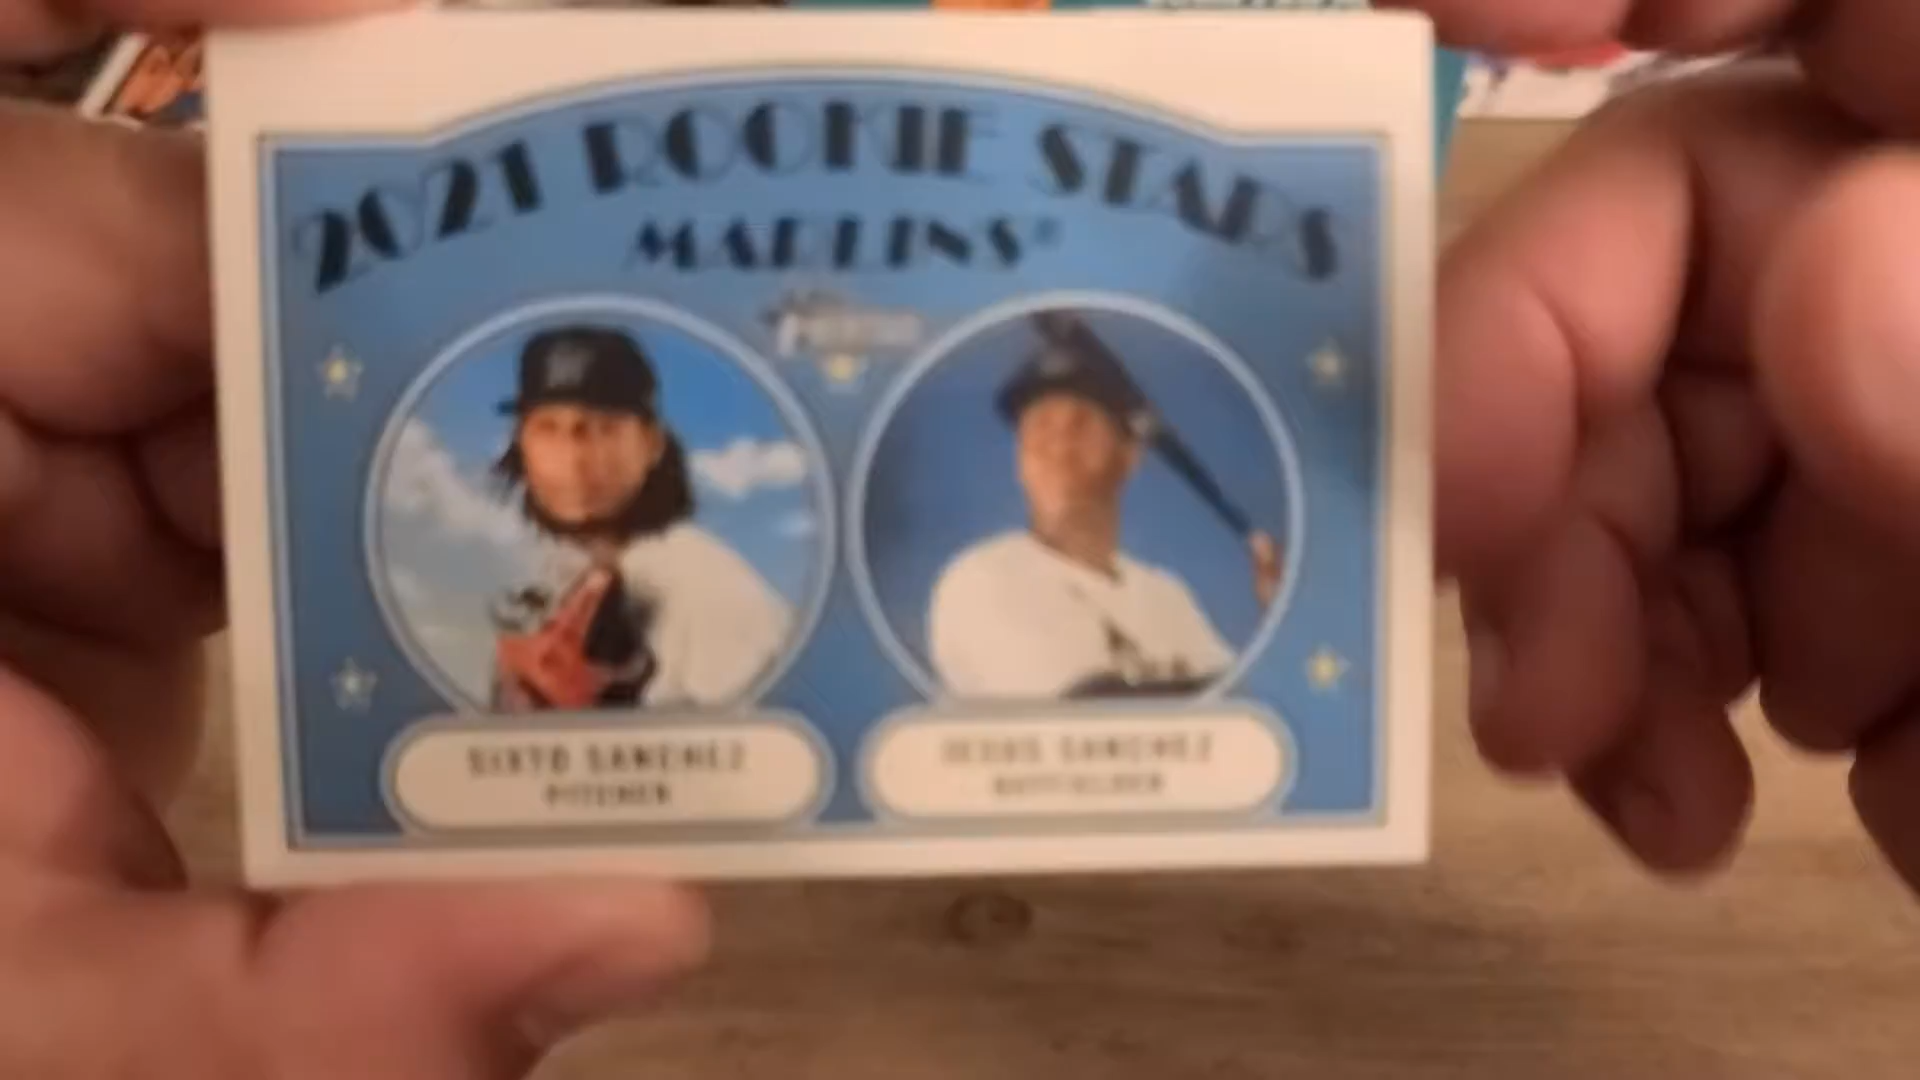 2021 ROOKIE STARS
MARLINS®
SIXTO SANCHEZ
PITCHER
JESUS SANCHEZ
OUTFIELDER